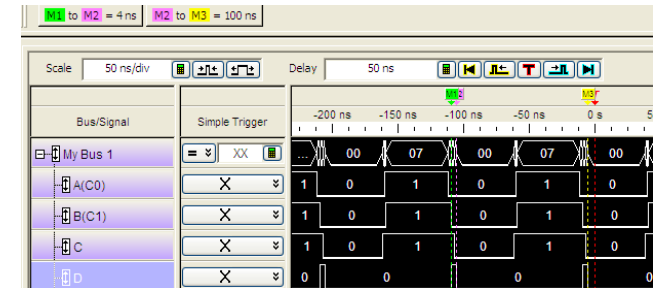 M1 to M2 = 4 ns M2 to M3 = 100 ns
Scale 50 ns/div Delay 50 ns T
M1 2 M3 T
Bus/Signal Simple Trigger -200 ns -150 ns -100 ns -50 ns 0 s 5
My Bus 1 = XX ... 00 07 00 07 00
A(C0) X 1 0 1 0 1 0
B(C1) X 1 0 1 0 1 0
C X 1 0 1 0 1 0
D X 0 0 0 0